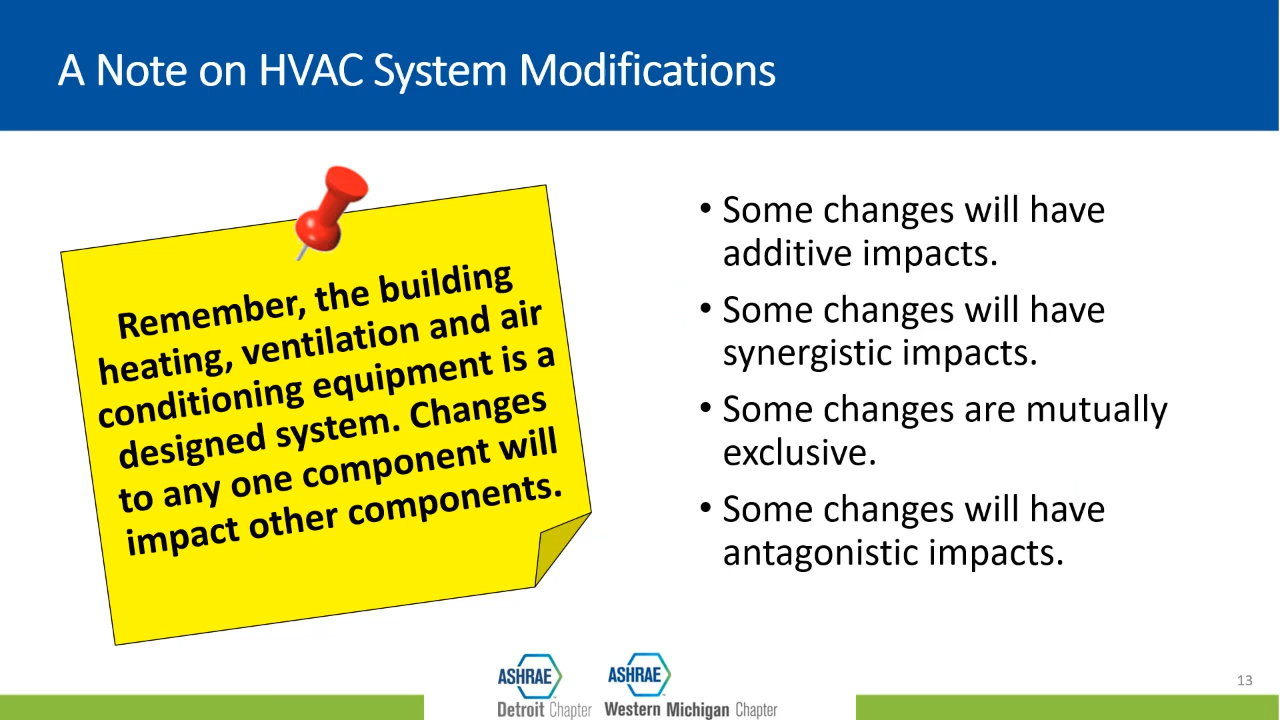 A Note on HVAC System Modifications
Remember, the building
heating, ventilation and air
conditioning equipment is a
designed system. Changes
to any one component will
impact other components.
• Some changes will have
additive impacts.
• Some changes will have
synergistic impacts.
• Some changes are mutually
exclusive.
• Some changes will have
antagonistic impacts.
ASHRAE
Detroit Chapter
ASHRAE
Western Michigan Chapter
13